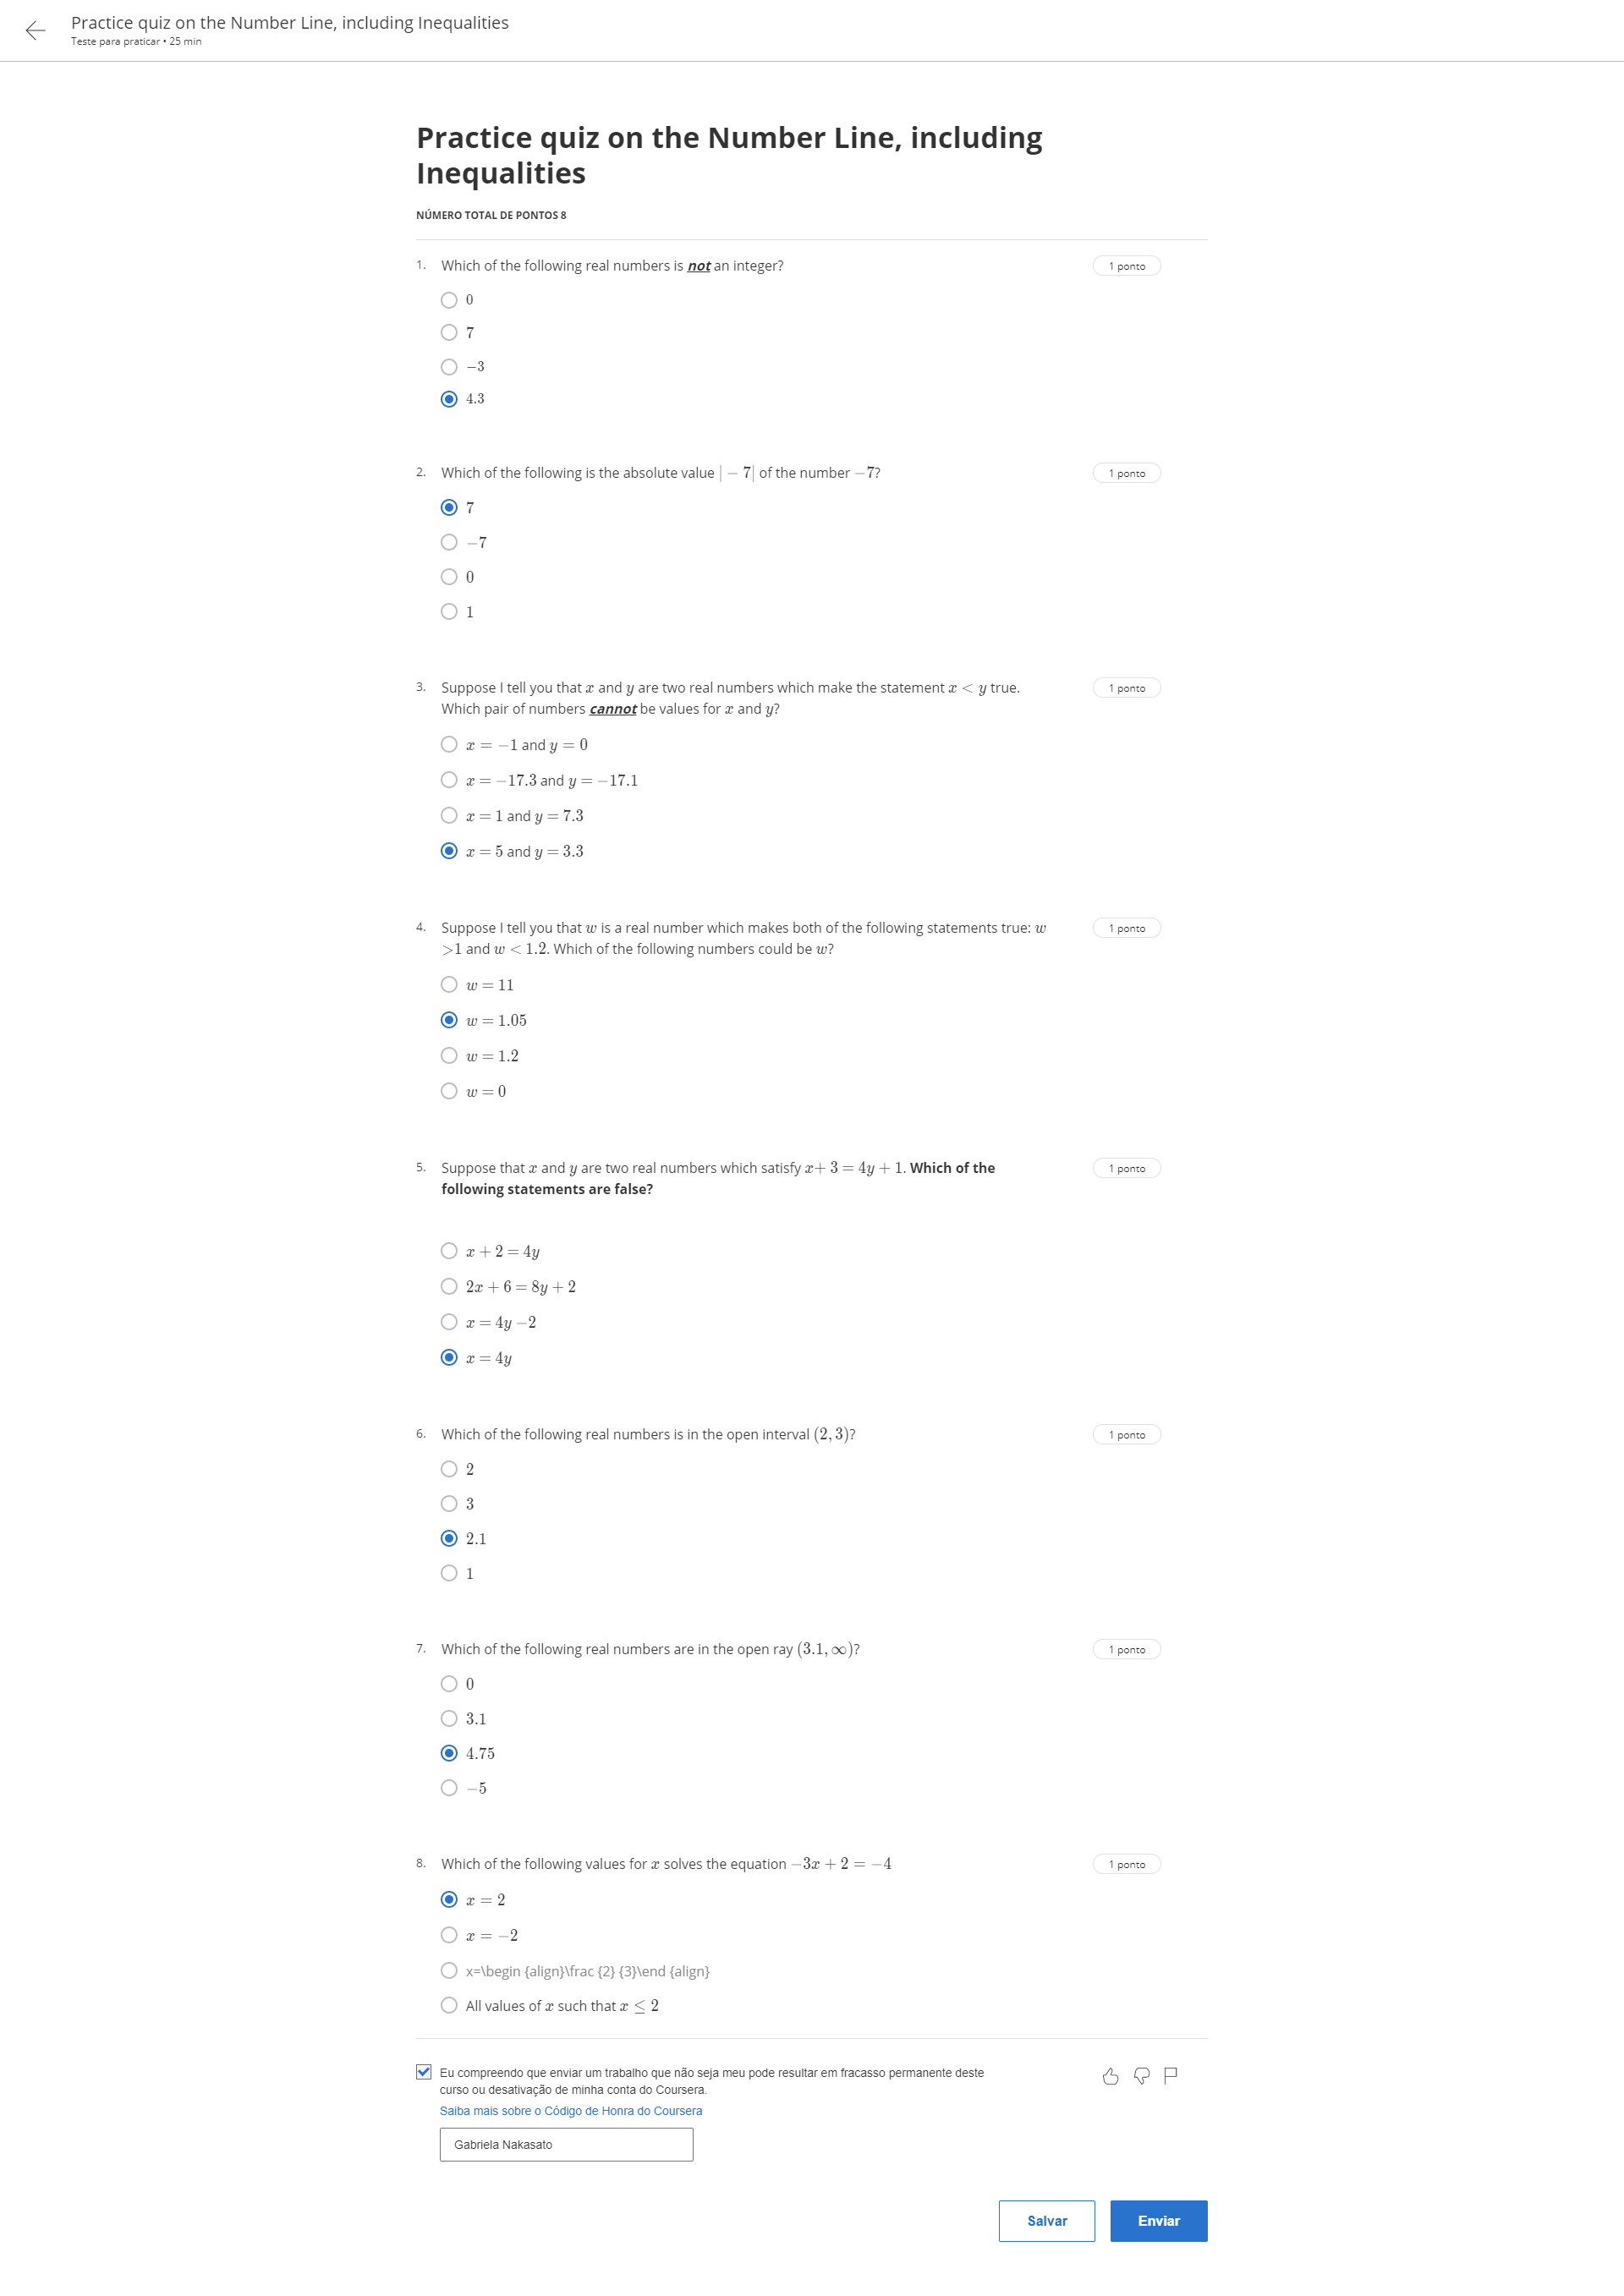 Practice quiz on the Number Line, including Inequalities
Teste para praticar • 25 min
Practice quiz on the Number Line, including
Inequalities
NÚMERO TOTAL DE PONTOS 8
1. Which of the following real numbers is not an integer? 1 ponto
0
7
−3
4.3
2. Which of the following is the absolute value | − 7| of the number −7? 1 ponto
7
−7
0
1
3. Suppose I tell you that x and y are two real numbers which make the statement x < y true. 1 ponto
Which pair of numbers cannot be values for x and y?
x = −1 and y = 0
x = −17.3 and y = −17.1
x = 1 and y = 7.3
x = 5 and y = 3.3
4. Suppose I tell you that w is a real number which makes both of the following statements true: w 1 ponto
>1 and w < 1.2. Which of the following numbers could be w?
w = 11
w = 1.05
w = 1.2
w = 0
5. Suppose that x and y are two real numbers which satisfy x+ 3 = 4y + 1. Which of the 1 ponto
following statements are false?
x + 2 = 4y
2x + 6 = 8y + 2
x = 4y −2
x = 4y
6. Which of the following real numbers is in the open interval (2, 3)? 1 ponto
2
3
2.1
1
7. Which of the following real numbers are in the open ray (3.1, ∞)? 1 ponto
0
3.1
4.75
−5
8. Which of the following values for x solves the equation −3x + 2 = −4 1 ponto
x = 2
x = −2
x=\begin {align}\frac {2} {3}\end {align}
All values of x such that x ≤ 2
Eu compreendo que enviar um trabalho que não seja meu pode resultar em fracasso permanente deste
curso ou desativação de minha conta do Coursera.
Saiba mais sobre o Código de Honra do Coursera
Gabriela Nakasato
Salvar Enviar